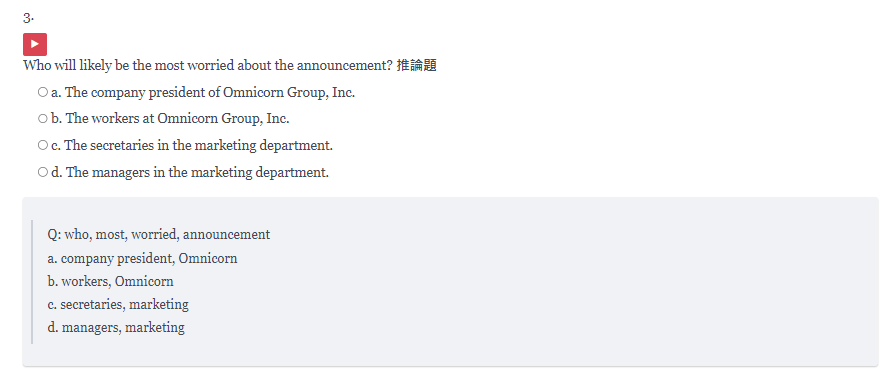 3.
Who will likely be the most worried about the announcement? 推論題
a. The company president of Omnicorn Group, Inc.
b. The workers at Omnicorn Group, Inc.
c. The secretaries in the marketing department.
d. The managers in the marketing department.
Q: who, most, worried, announcement
a. company president, Omnicorn
b. workers, Omnicorn
c. secretaries, marketing
d. managers, marketing